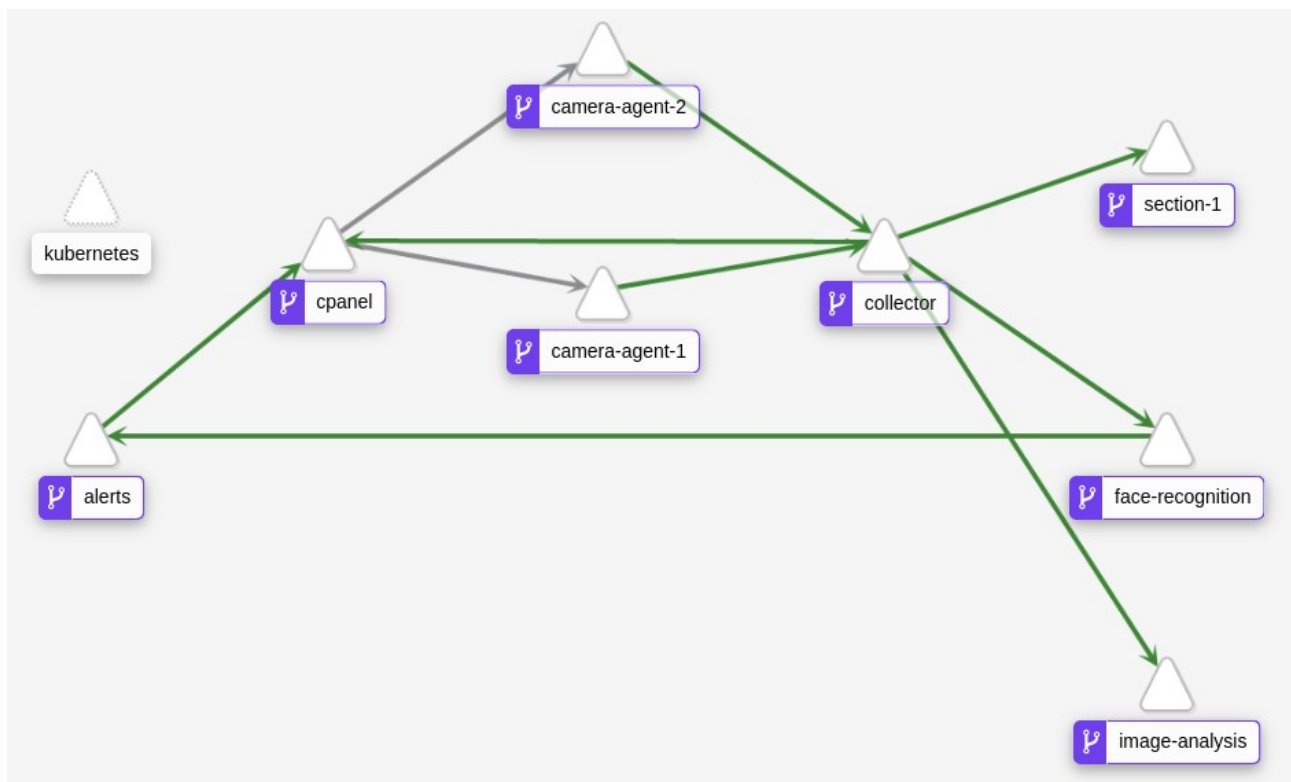 camera-agent-2
section-1
kubernetes
cpanel
collector
camera-agent-1
alerts
face-recognition
image-analysis